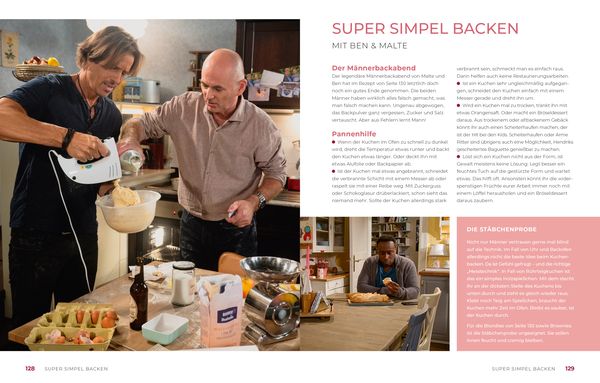 SUPER SIMPEL BACKEN
MIT BEN & MALTE
Der Männerbackabend
Der legendäre Männerbackabend von Malte und
Ben hat im Rezept von Seite 130 letztlich doch
noch ein gutes Ende genommen. Die beiden
Männer haben wirklich alles falsch gemacht, was
man falsch machen kann: Ungenau abgewogen,
das Backpulver ganz vergessen, Zucker und Salz
vertauscht. Aber aus Fehlern lernt Mann!
Pannenhilfe
● Wenn der Kuchen im Ofen zu schnell zu dunkel
wird, dreht die Temperatur etwas runter und backt
den Kuchen etwas länger. Oder deckt ihn mit
etwas Alufolie oder Backpapier ab.
● Ist der Kuchen mal etwas angebrannt, schneidet
die verbrannte Schicht mit einem Messer ab oder
raspelt sie mit einer Reibe weg. Mit Zuckerguss
oder Schokoglasur drüberlackiert, schon sieht das
niemand mehr. Sollte der Kuchen allerdings stark
verbrannt sein, schmeckt man es einfach raus.
Dann helfen auch keine Restaurierungsarbeiten.
● Ist ein Kuchen sehr ungleichmäßig aufgegan-
gen, schneidet den Kuchen einfach mit einem
Messer gerade und dreht ihn um.
● Wird ein Kuchen mal zu trocken, tränkt ihn mit
etwas Orangensaft. Oder macht ein Bröseldessert
daraus. Aus trockenem oder altbackenem Gebäck
könnt ihr auch einen Scheiterhaufen machen, der
ist der Hit bei den Kids. Scheiterhaufen oder Arme
Ritter sind übrigens auch eine Möglichkeit, Hendriks
geschertetes Baguette genießbar zu machen.
● Löst sich ein Kuchen nicht aus der Form, ist
Gewalt meistens keine Lösung. Legt besser ein
feuchtes Tuch auf die gestürzte Form und wartet
etwas. Das hilft oft. Ansonsten könnt ihr die wider-
spenstigen Früchte eurer Arbeit immer noch mit
einem Löffel herausholen und ein Bröseldessert
daraus zaubern.
DIE STÄBCHENPROBE
Nicht nur Männer vertrauen gerne mal blind
auf die Technik. Im Fall von Uhr und Backofen
allerdings nicht die beste Idee beim Kuchen-
backen. Da ist Gefühl gefragt – und die richtige
Im Fall von Rührteigkuchen ist
das ein simples Holzstäbchen. Mit dem stecht
ihr an der dicksten Stelle des Kuchens bis
unten durch und zieht es gleich wieder raus.
Klebt noch Teig am Spießchen, braucht der
Kuchen mehr Zeit im Ofen. Bleibt es sauber, ist
der Kuchen durch.
Für die Blondies von Seite 130 sowie Brownies
ist die Stäbchenprobe ungeeignet. Sie sollen
innen feucht und cremig bleiben.
128 SUPER SIMPEL BACKEN
SUPER SIMPEL BACKEN 129